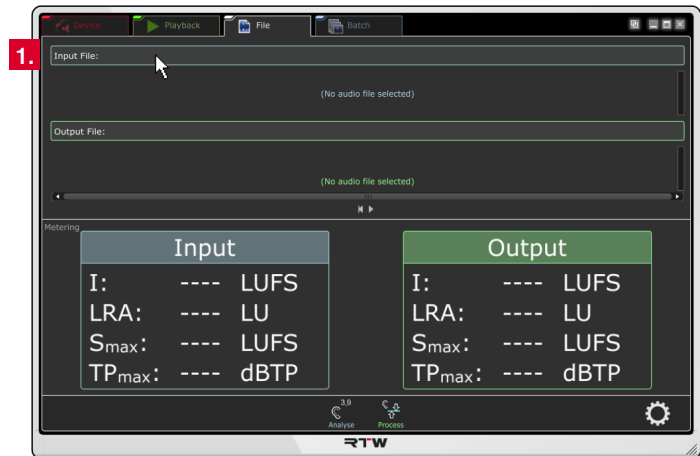 Device Playback File Batch
1.
Input File:
(No audio file selected)
Output File:
(No audio file selected)
Metering
Input Output
I: ---- LUFS I: ---- LUFS
LRA: ---- LU LRA: ---- LU
Smax: ---- LUFS Smax: ---- LUFS
TPmax: ---- dBTP TPmax: ---- dBTP
3,9
Analyse Process
RTW